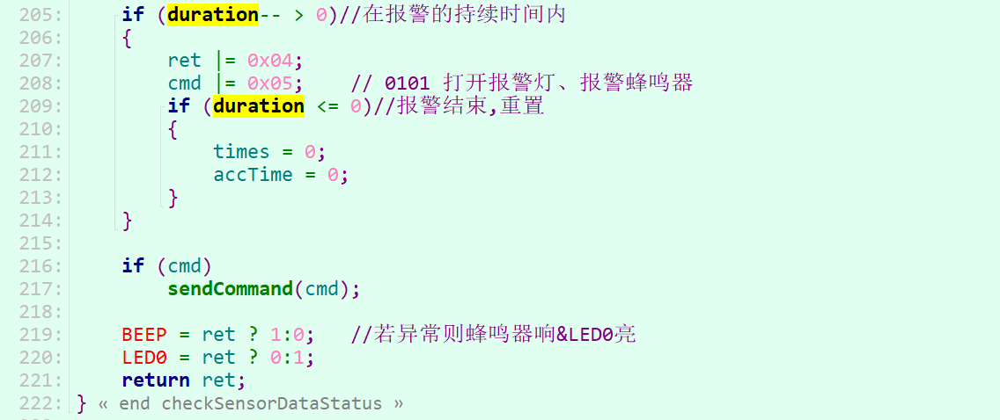 205: if (duration-- > 0)//在报警的持续时间内
206: {
207: ret |= 0x04;
208: cmd |= 0x05; // 0101 打开报警灯、报警蜂鸣器
209: if (duration <= 0)//报警结束,重置
210: {
211: times = 0;
212: accTime = 0;
213: }
214: }
215:
216: if (cmd)
217: sendCommand(cmd);
218:
219: BEEP = ret ? 1:0; //若异常则蜂鸣器响&LED0亮
220: LED0 = ret ? 0:1;
221: return ret;
222: } « end checkSensorDataStatus »